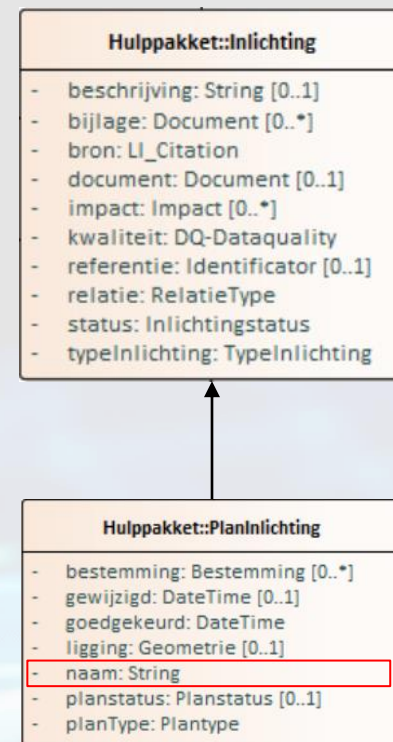 Hulppakket::Inlichting
- beschrijving: String [0..1]
- bijlage: Document [0..*]
- bron: LI_Citation
- document: Document [0..1]
- impact: Impact [0..*]
- kwaliteit: DQ-Dataquality
- referentie: Identificator [0..1]
- relatie: RelatieType
- status: Inlichtingstatus
- typeInlichting: TypeInlichting
Hulppakket::PlanInlichting
- bestemming: Bestemming [0..*]
- gewijzigd: DateTime [0..1]
- goedgekeurd: DateTime
- ligging: Geometrie [0..1]
- naam: String
- planstatus: Planstatus [0..1]
- planType: Plantype